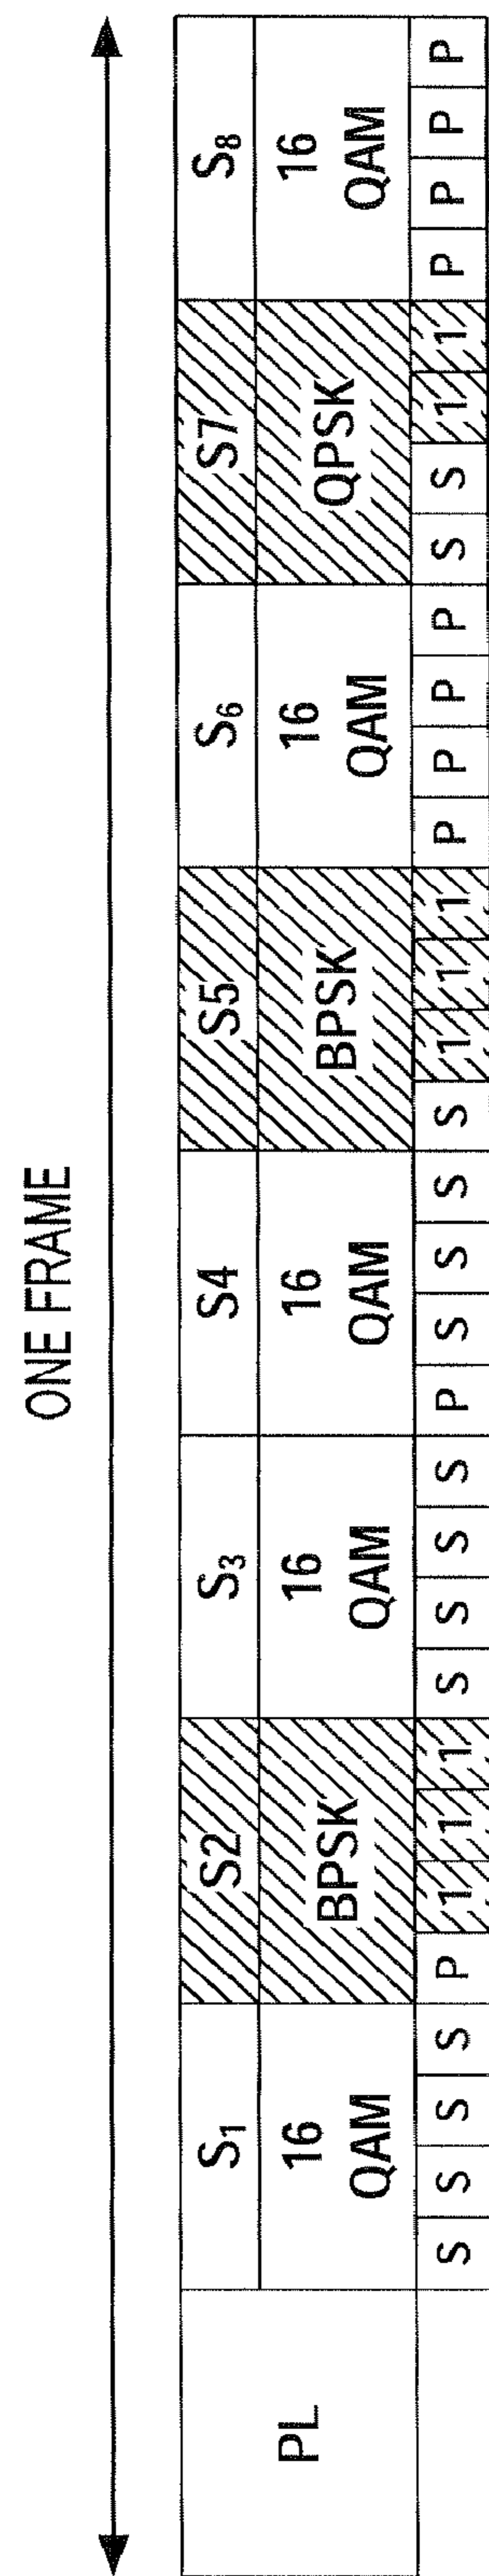 ONE FRAME
PL
S₁ S2 S₃ S4 S5 S₆ S7 S₈
16 QAM BPSK 16 QAM 16 QAM BPSK 16 QAM QPSK 16 QAM
S S S S P 1 1 1 S S S S P S S S S 1 1 1 P P P P S S 1 1 P P P P